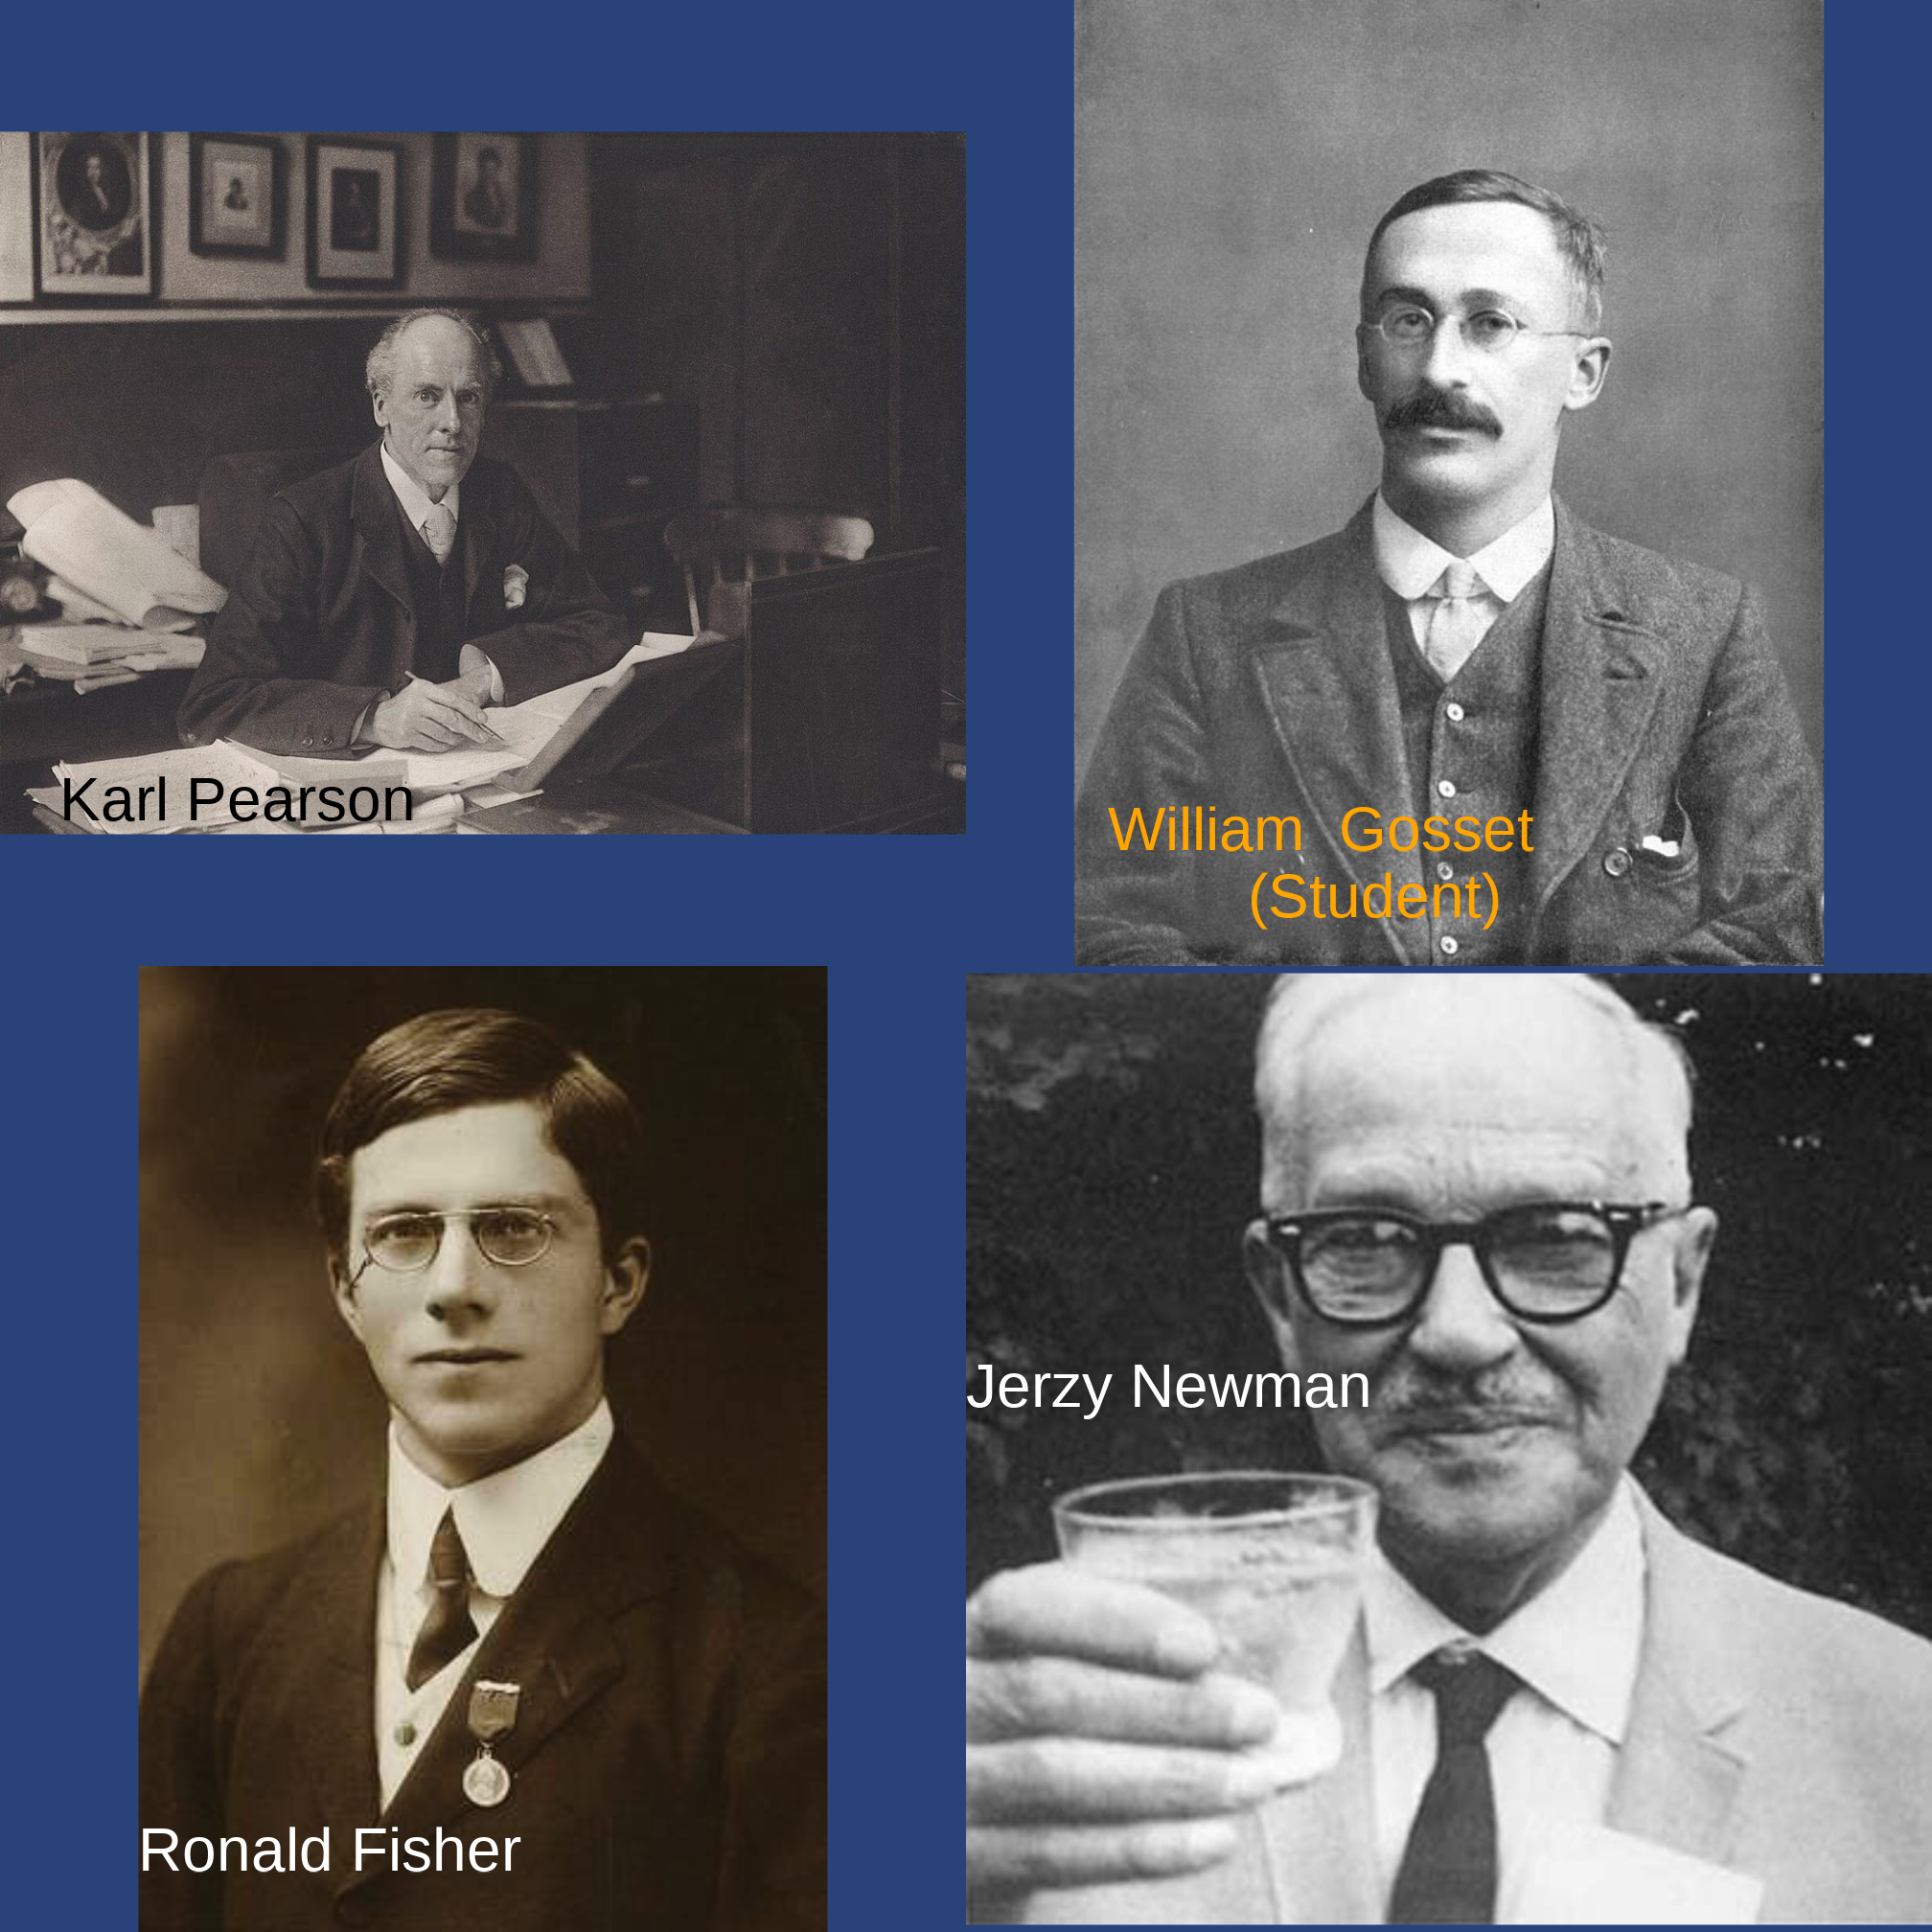 Karl Pearson
William  Gosset
(Student)
Jerzy Newman
Ronald Fisher